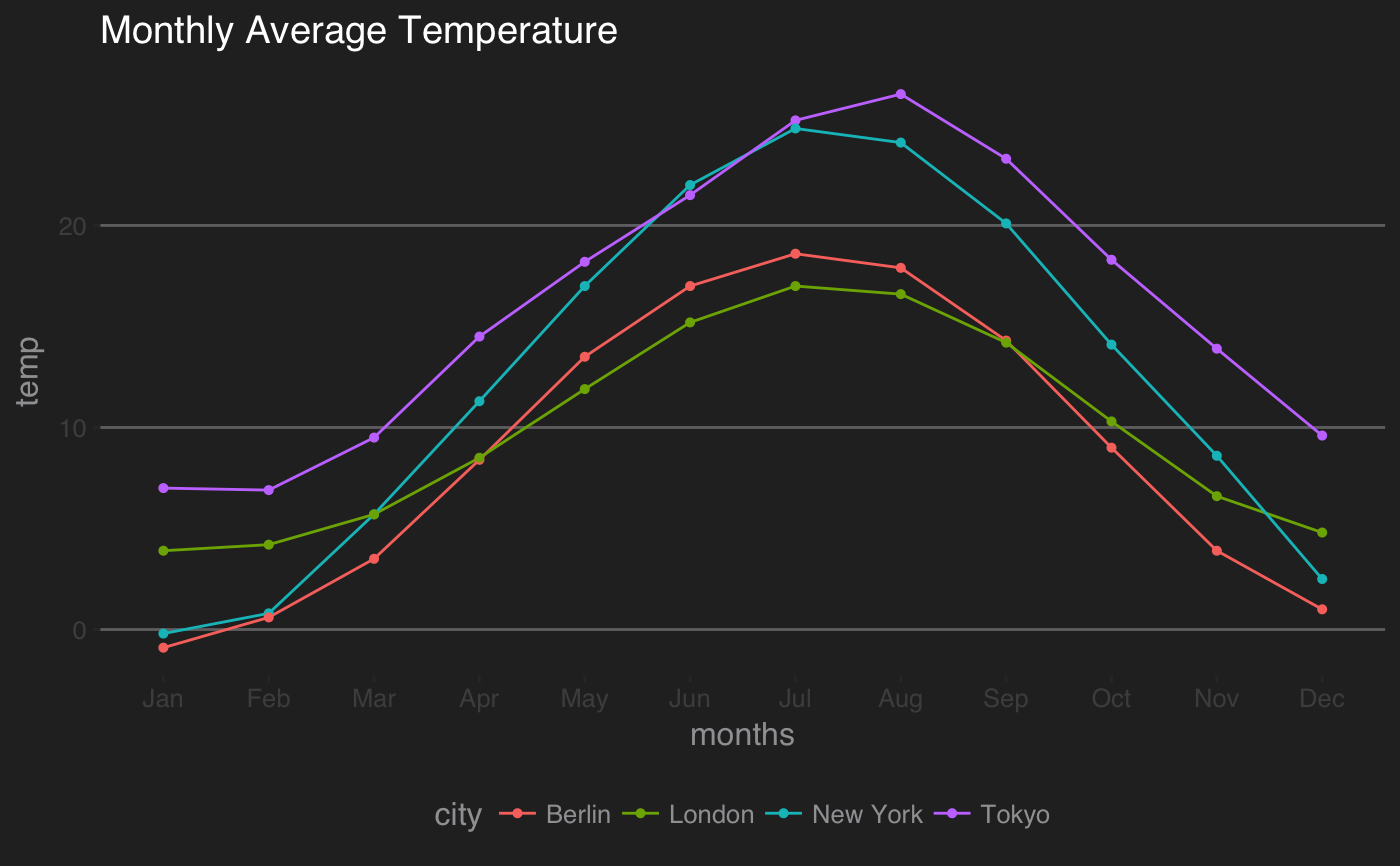 Monthly Average Temperature
20
10
0
temp
Jan Feb Mar Apr May Jun Jul Aug Sep Oct Nov Dec
months
city Berlin London New York Tokyo